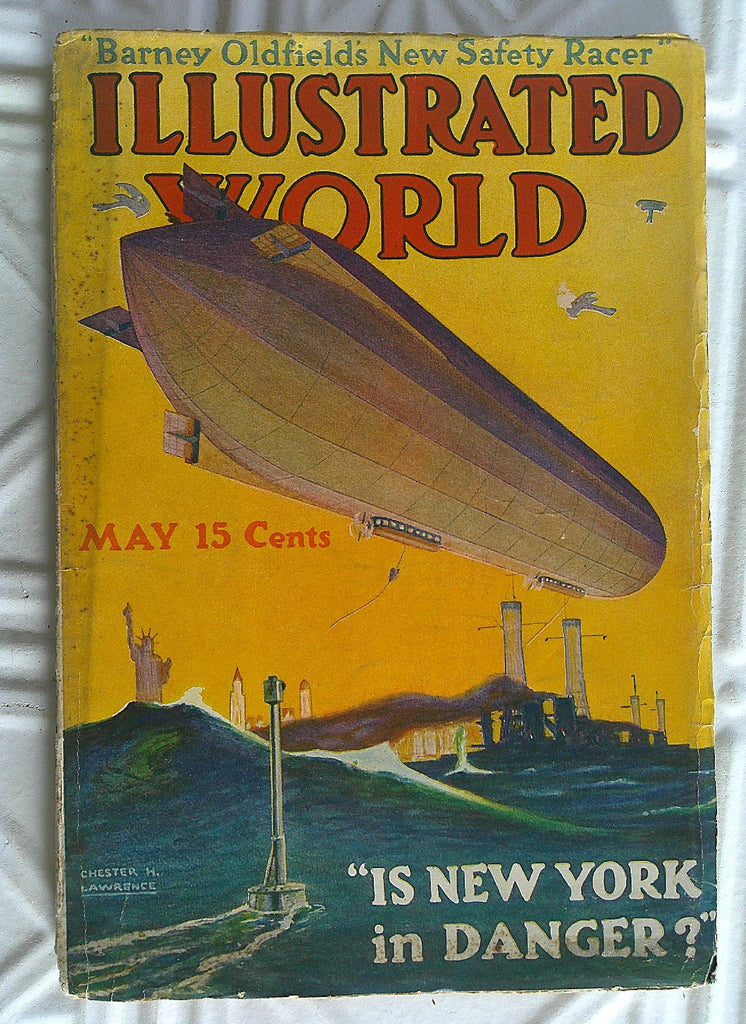 "Barney Oldfield's New Safety Racer"
ILLUSTRATED
WORLD
MAY 15 Cents
CHESTER H.
LAWRENCE
"IS NEW YORK
in DANGER?"